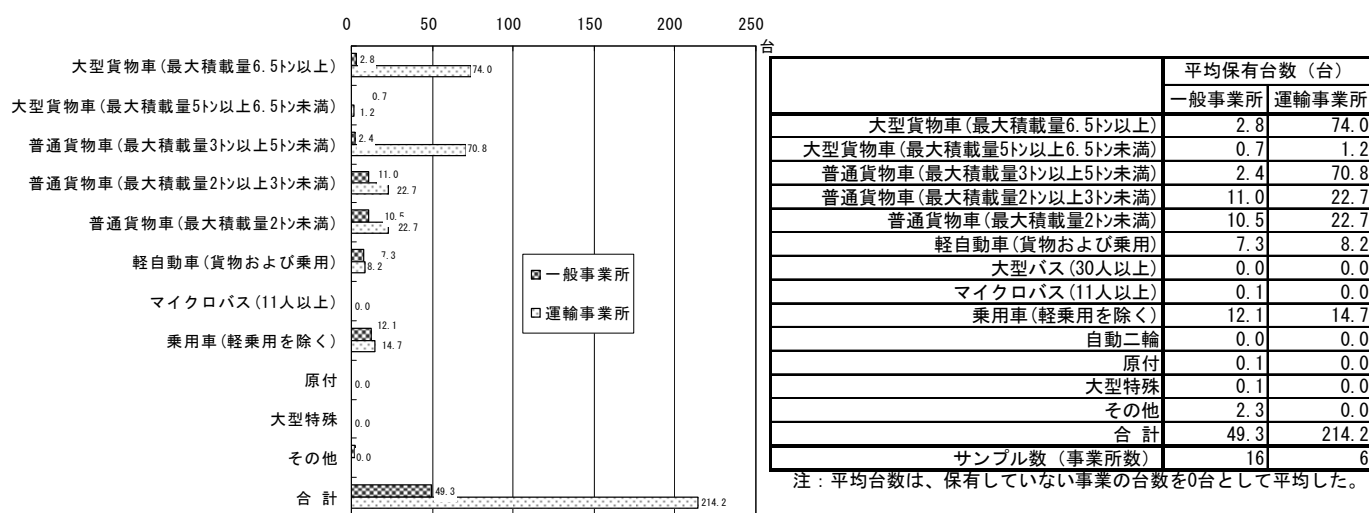 0 50 100 150 200 250
台
大型貨物車(最大積載量6.5トン以上) 2.8 74.0
大型貨物車(最大積載量5トン以上6.5トン未満) 0.7 1.2
普通貨物車(最大積載量3トン以上5トン未満) 2.4 70.8
普通貨物車(最大積載量2トン以上3トン未満) 11.0 22.7
普通貨物車(最大積載量2トン未満) 10.5 22.7
軽自動車(貨物および乗用) 7.3 8.2
マイクロバス(11人以上) 0.0
乗用車(軽乗用を除く) 12.1 14.7
原付 0.0
大型特殊 0.0
その他 0.0
合 計 49.3 214.2
一般事業所
運輸事業所
平均保有台数（台）
一般事業所 運輸事業所
大型貨物車(最大積載量6.5トン以上) 2.8 74.0
大型貨物車(最大積載量5トン以上6.5トン未満) 0.7 1.2
普通貨物車(最大積載量3トン以上5トン未満) 2.4 70.8
普通貨物車(最大積載量2トン以上3トン未満) 11.0 22.7
普通貨物車(最大積載量2トン未満) 10.5 22.7
軽自動車(貨物および乗用) 7.3 8.2
大型バス(30人以上) 0.0 0.0
マイクロバス(11人以上) 0.1 0.0
乗用車(軽乗用を除く) 12.1 14.7
自動二輪 0.0 0.0
原付 0.1 0.0
大型特殊 0.1 0.0
その他 2.3 0.0
合 計 49.3 214.2
サンプル数（事業所数） 16 6
注：平均台数は、保有していない事業の台数を0台として平均した。